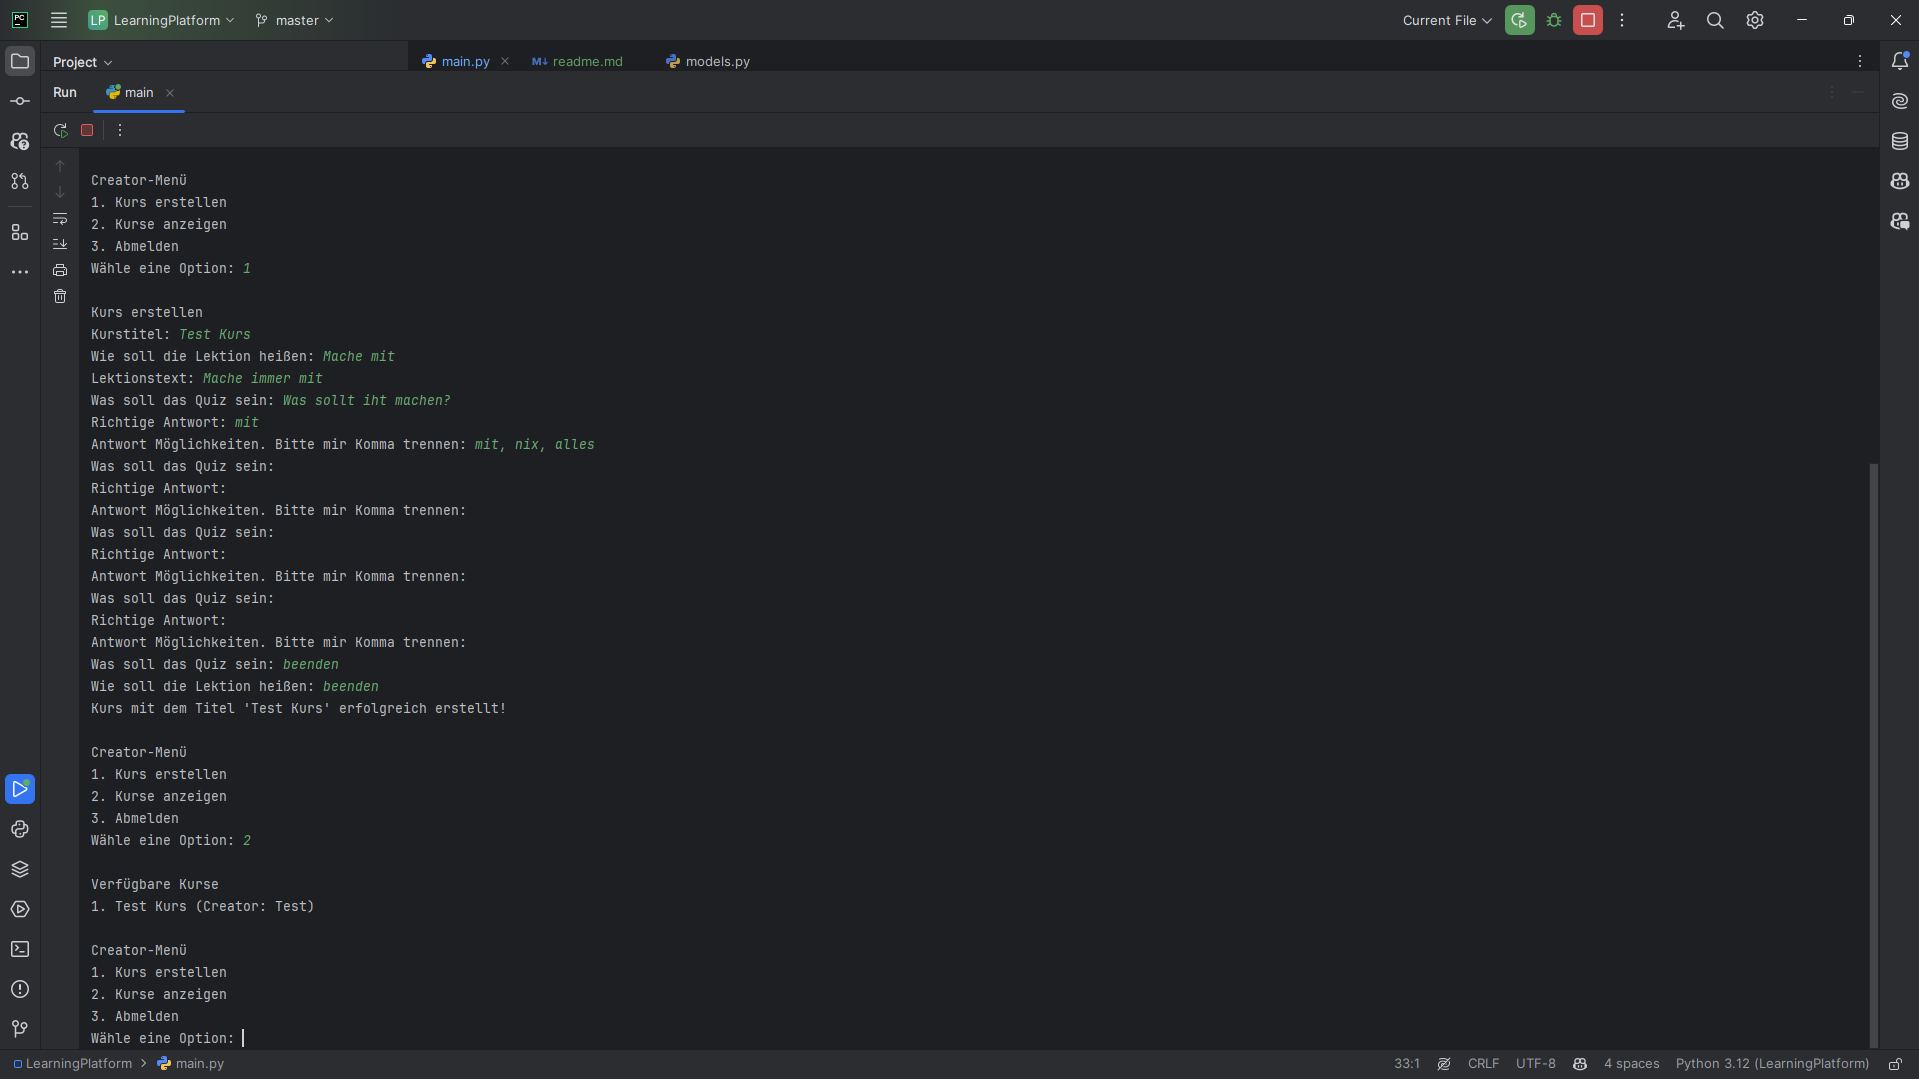 PC
LP LearningPlatform master Current File
Project main.py readme.md models.py
Run main
Creator-Menü
1. Kurs erstellen
2. Kurse anzeigen
3. Abmelden
Wähle eine Option: 1
Kurs erstellen
Kurstitel: Test Kurs
Wie soll die Lektion heißen: Mache mit
Lektionstext: Mache immer mit
Was soll das Quiz sein: Was sollt iht machen?
Richtige Antwort: mit
Antwort Möglichkeiten. Bitte mir Komma trennen: mit, nix, alles
Was soll das Quiz sein:
Richtige Antwort:
Antwort Möglichkeiten. Bitte mir Komma trennen:
Was soll das Quiz sein:
Richtige Antwort:
Antwort Möglichkeiten. Bitte mir Komma trennen:
Was soll das Quiz sein:
Richtige Antwort:
Antwort Möglichkeiten. Bitte mir Komma trennen:
Was soll das Quiz sein: beenden
Wie soll die Lektion heißen: beenden
Kurs mit dem Titel 'Test Kurs' erfolgreich erstellt!
Creator-Menü
1. Kurs erstellen
2. Kurse anzeigen
3. Abmelden
Wähle eine Option: 2
Verfügbare Kurse
1. Test Kurs (Creator: Test)
Creator-Menü
1. Kurs erstellen
2. Kurse anzeigen
3. Abmelden
Wähle eine Option:
LearningPlatform > main.py 33:1 CRLF UTF-8 4 spaces Python 3.12 (LearningPlatform)